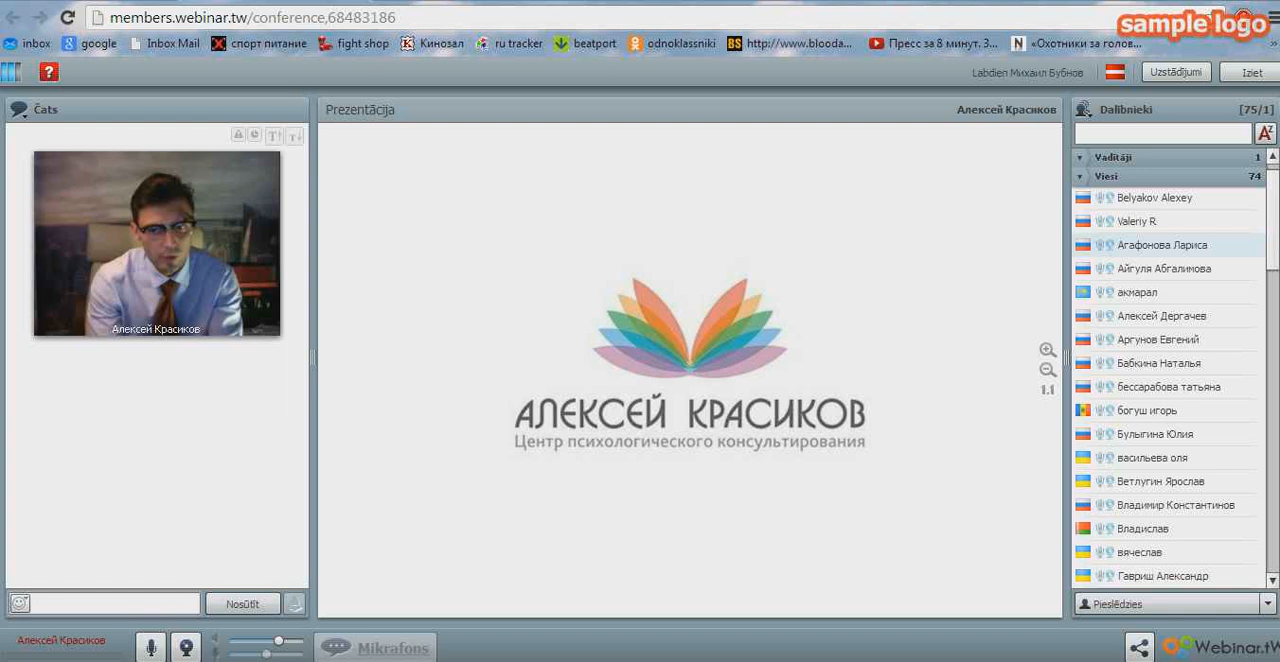 members.webinar.tw/conference,68483186
sample logo
inbox
google
Inbox Mail
спорт питание
fight shop
Кинозал
ru tracker
beatport
odnoklassniki
http://www.blooda...
Пресс за 8 минут. 3...
«Охотники за голов...
Labdien Михаил Бубнов
Uzstādījumi
Iziet
Čats
Алексей Красиков
Nosūtīt
Prezentācija
Алексей Красиков
АЛЕКСЕЙ КРАСИКОВ
Центр психологического консультирования
1.1
Dalībnieki [75/1]
Vadītāji 1
Viesi 74
Belyakov Alexey
Valeriy R
Агафонова Лариса
Айгуля Абгалимова
акмарал
Алексей Дергачев
Аргунов Евгений
Бабкина Наталья
бессарабова татьяна
богуш игорь
Булыгина Юлия
васильева оля
Ветлугин Ярослав
Владимир Константинов
Владислав
вячеслав
Гавриш Александр
Pieslēdzies
Алексей Красиков
Mikrafons
Webinar.tw